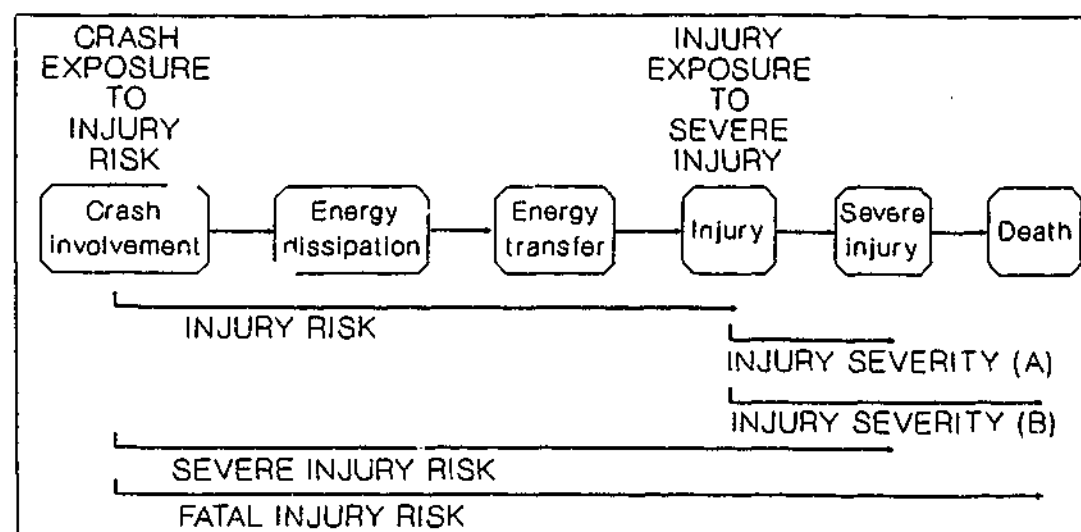 CRASH
EXPOSURE
TO
INJURY
RISK
INJURY
EXPOSURE
TO
SEVERE
INJURY
Crash
involvement
Energy
dissipation
Energy
transfer
Injury
Severe
injury
Death
INJURY RISK
INJURY SEVERITY (A)
INJURY SEVERITY (B)
SEVERE INJURY RISK
FATAL INJURY RISK